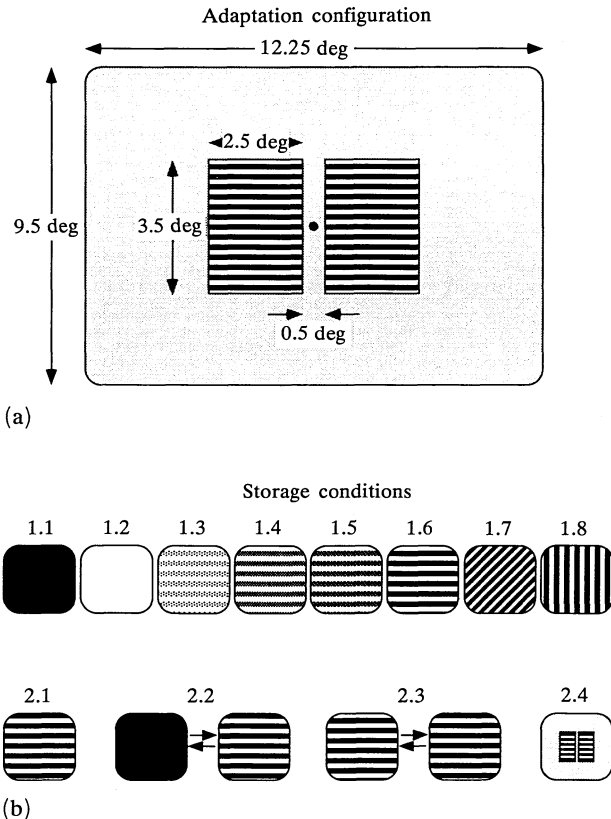 Adaptation configuration
12.25 deg
2.5 deg
9.5 deg
3.5 deg
0.5 deg
(a)
Storage conditions
1.1 1.2 1.3 1.4 1.5 1.6 1.7 1.8
2.1 2.2 2.3 2.4
(b)